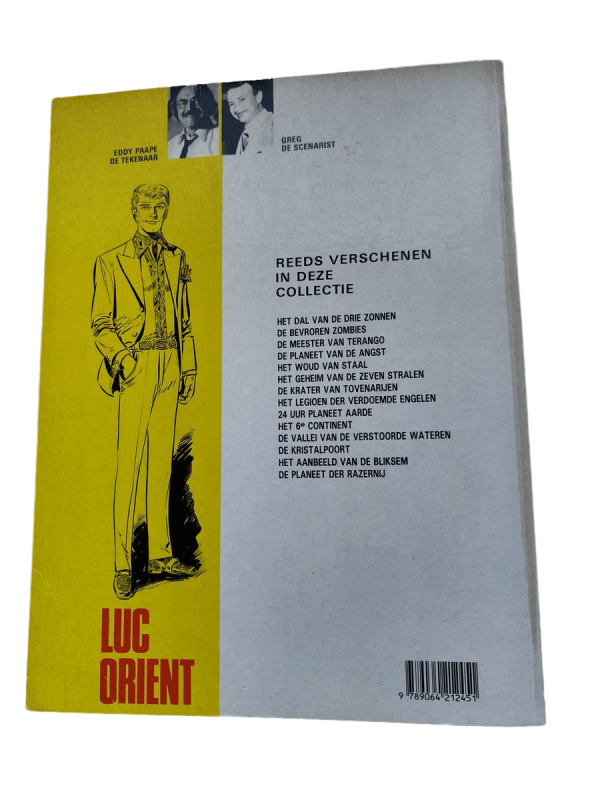 EDDY PAAPE
DE TEKENAAR
GREG
DE SCENARIST
REEDS VERSCHENEN
IN DEZE
COLLECTIE
HET DAL VAN DE DRIE ZONNEN
DE BEVROREN ZOMBIES
DE MEESTER VAN TERANGO
DE PLANEET VAN DE ANGST
HET WOUD VAN STAAL
HET GEHEIM VAN DE ZEVEN STRALEN
DE KRATER VAN TOVENARIJEN
HET LEGIOEN DER VERDOEMDE ENGELEN
24 UUR PLANEET AARDE
HET 6e CONTINENT
DE VALLEI VAN DE VERSTOORDE WATEREN
DE KRISTALPOORT
HET AANBEELD VAN DE BLIKSEM
DE PLANEET DER RAZERNIJ
LUC
ORIENT
9 789064 212451